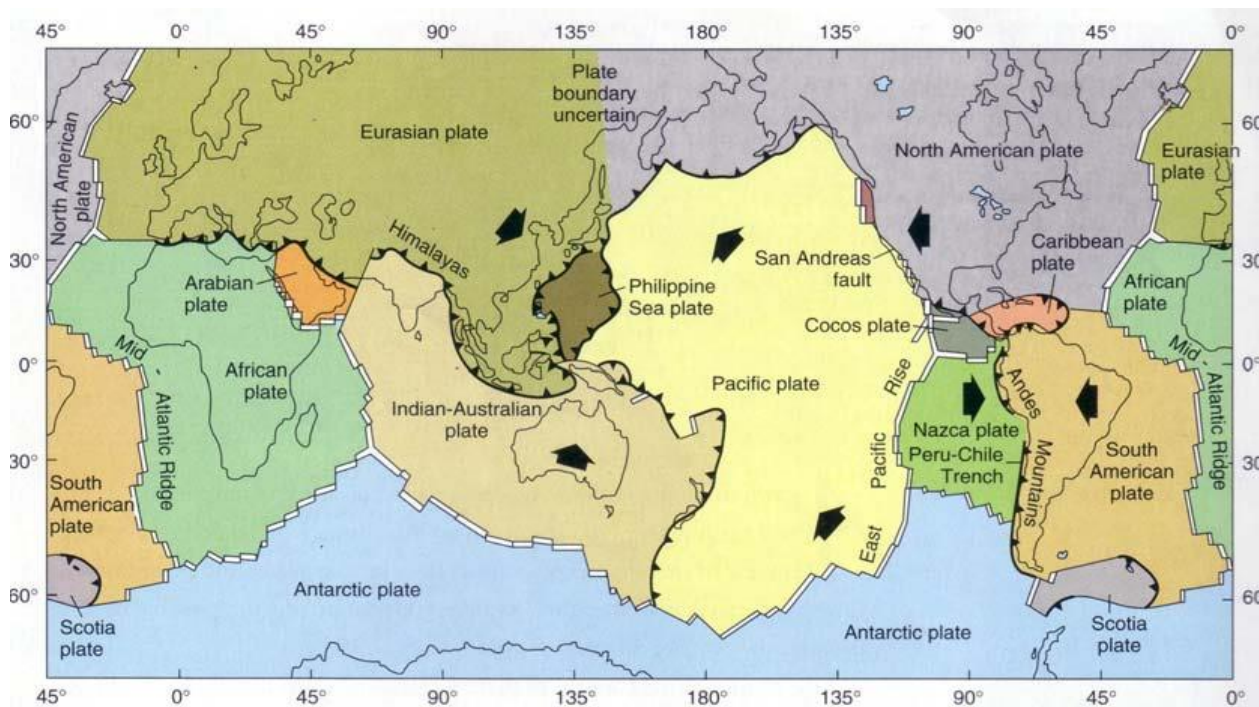 45°
0°
45°
90°
135°
180°
135°
90°
45°
0°
60°
30°
0°
30°
60°
60°
30°
0°
30°
60°
North American
plate
Eurasian plate
Plate
boundary
uncertain
North American plate
Eurasian
plate
Himalayas
Arabian
plate
Philippine
Sea plate
San Andreas
fault
Caribbean
plate
African
plate
Cocos plate
Mid
Atlantic Ridge
African
plate
Indian-Australian
plate
Pacific plate
East Pacific Rise
Nazca plate
Peru-Chile
Trench
Andes
Mountains
South
American
plate
Mid -
Atlantic Ridge
South
American
plate
Antarctic plate
Antarctic plate
Scotia
plate
Scotia
plate
45°
0°
45°
90°
135°
180°
135°
90°
45°
0°